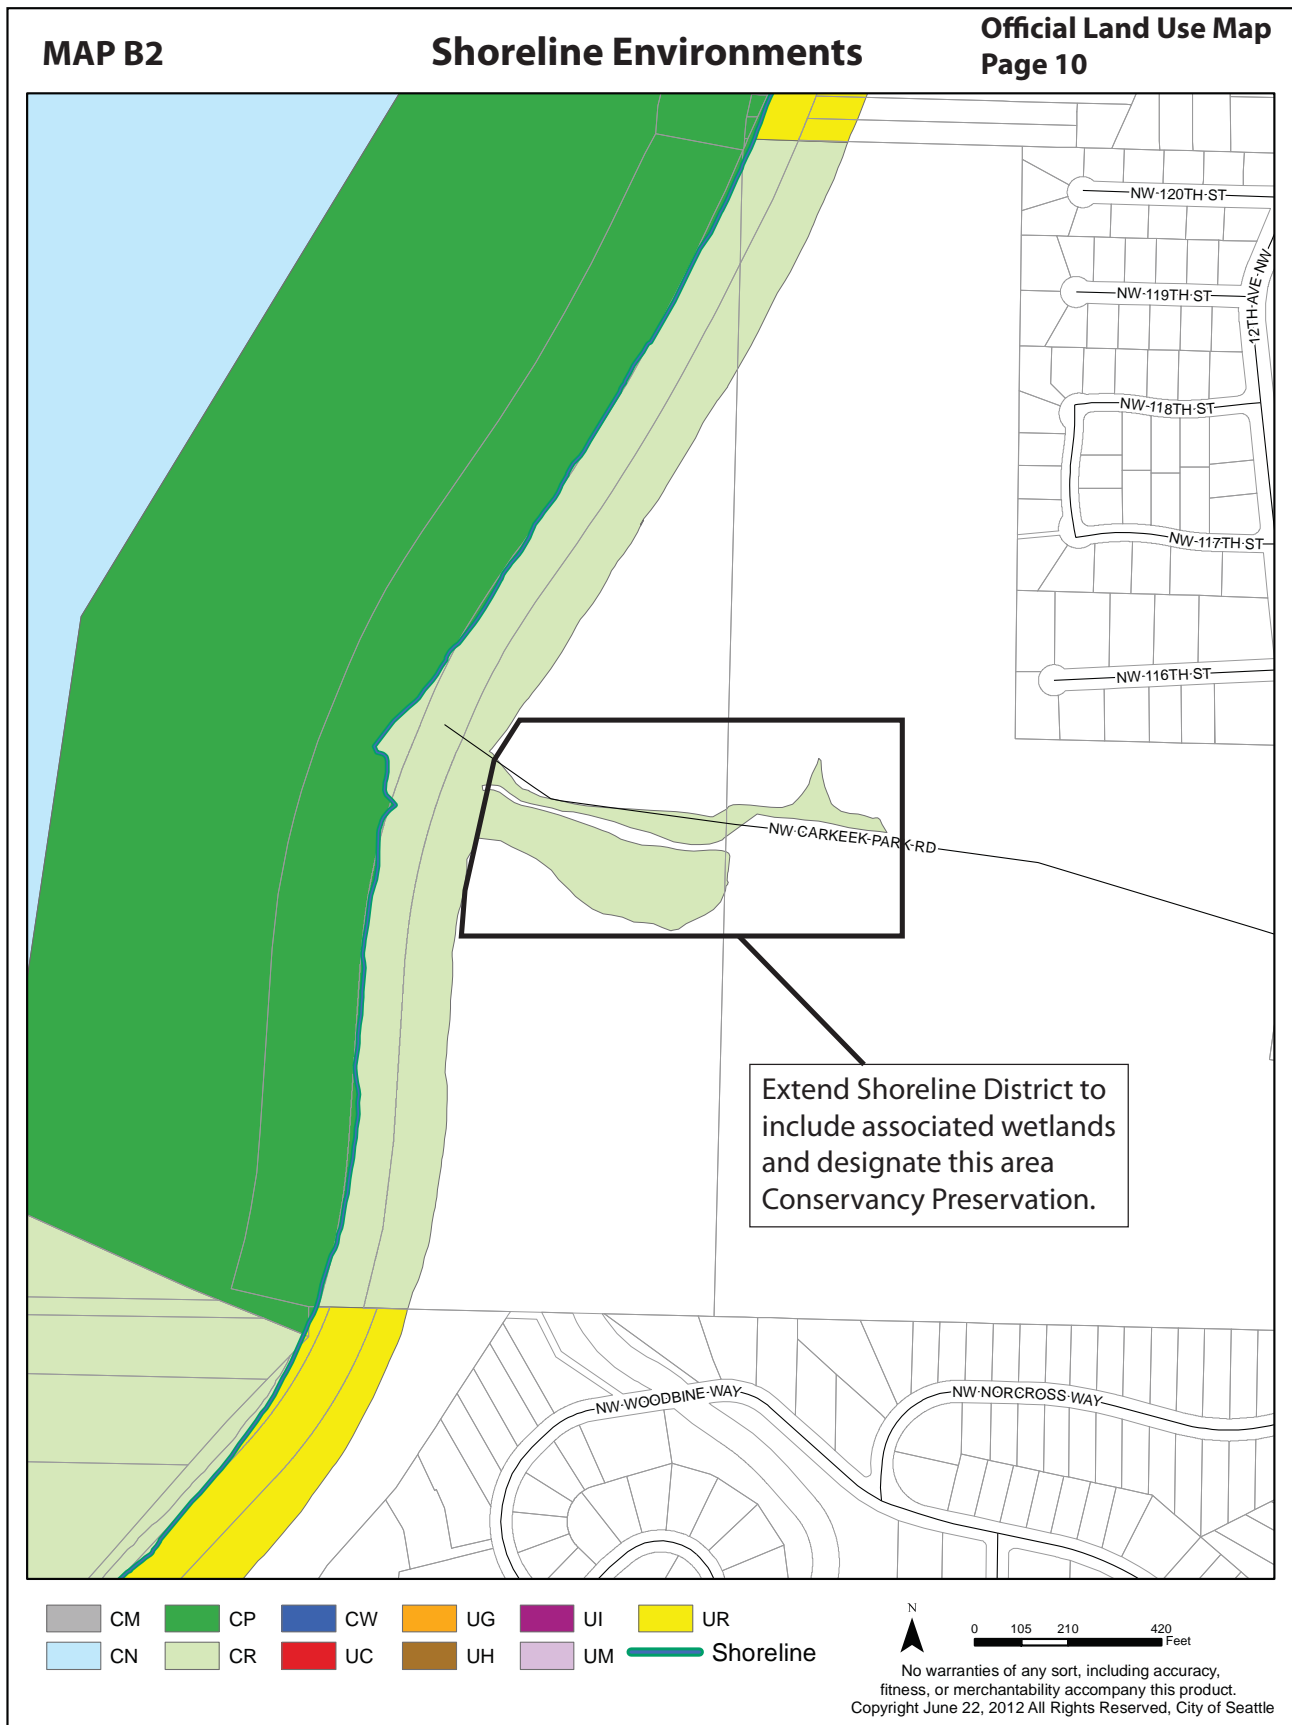 MAP B2
Shoreline Environments
Official Land Use Map
Page 10
NW 120TH ST
NW 119TH ST
12TH AVE NW
NW 118TH ST
NW 117TH ST
NW 116TH ST
NW CARKEEK PARK RD
Extend Shoreline District to
include associated wetlands
and designate this area
Conservancy Preservation.
NW WOODBINE WAY
NW NORCROSS WAY
CM CP CW UG UI UR
CN CR UC UH UM Shoreline
N
0 105 210 420
Feet
No warranties of any sort, including accuracy,
fitness, or merchantability accompany this product.
Copyright June 22, 2012 All Rights Reserved, City of Seattle